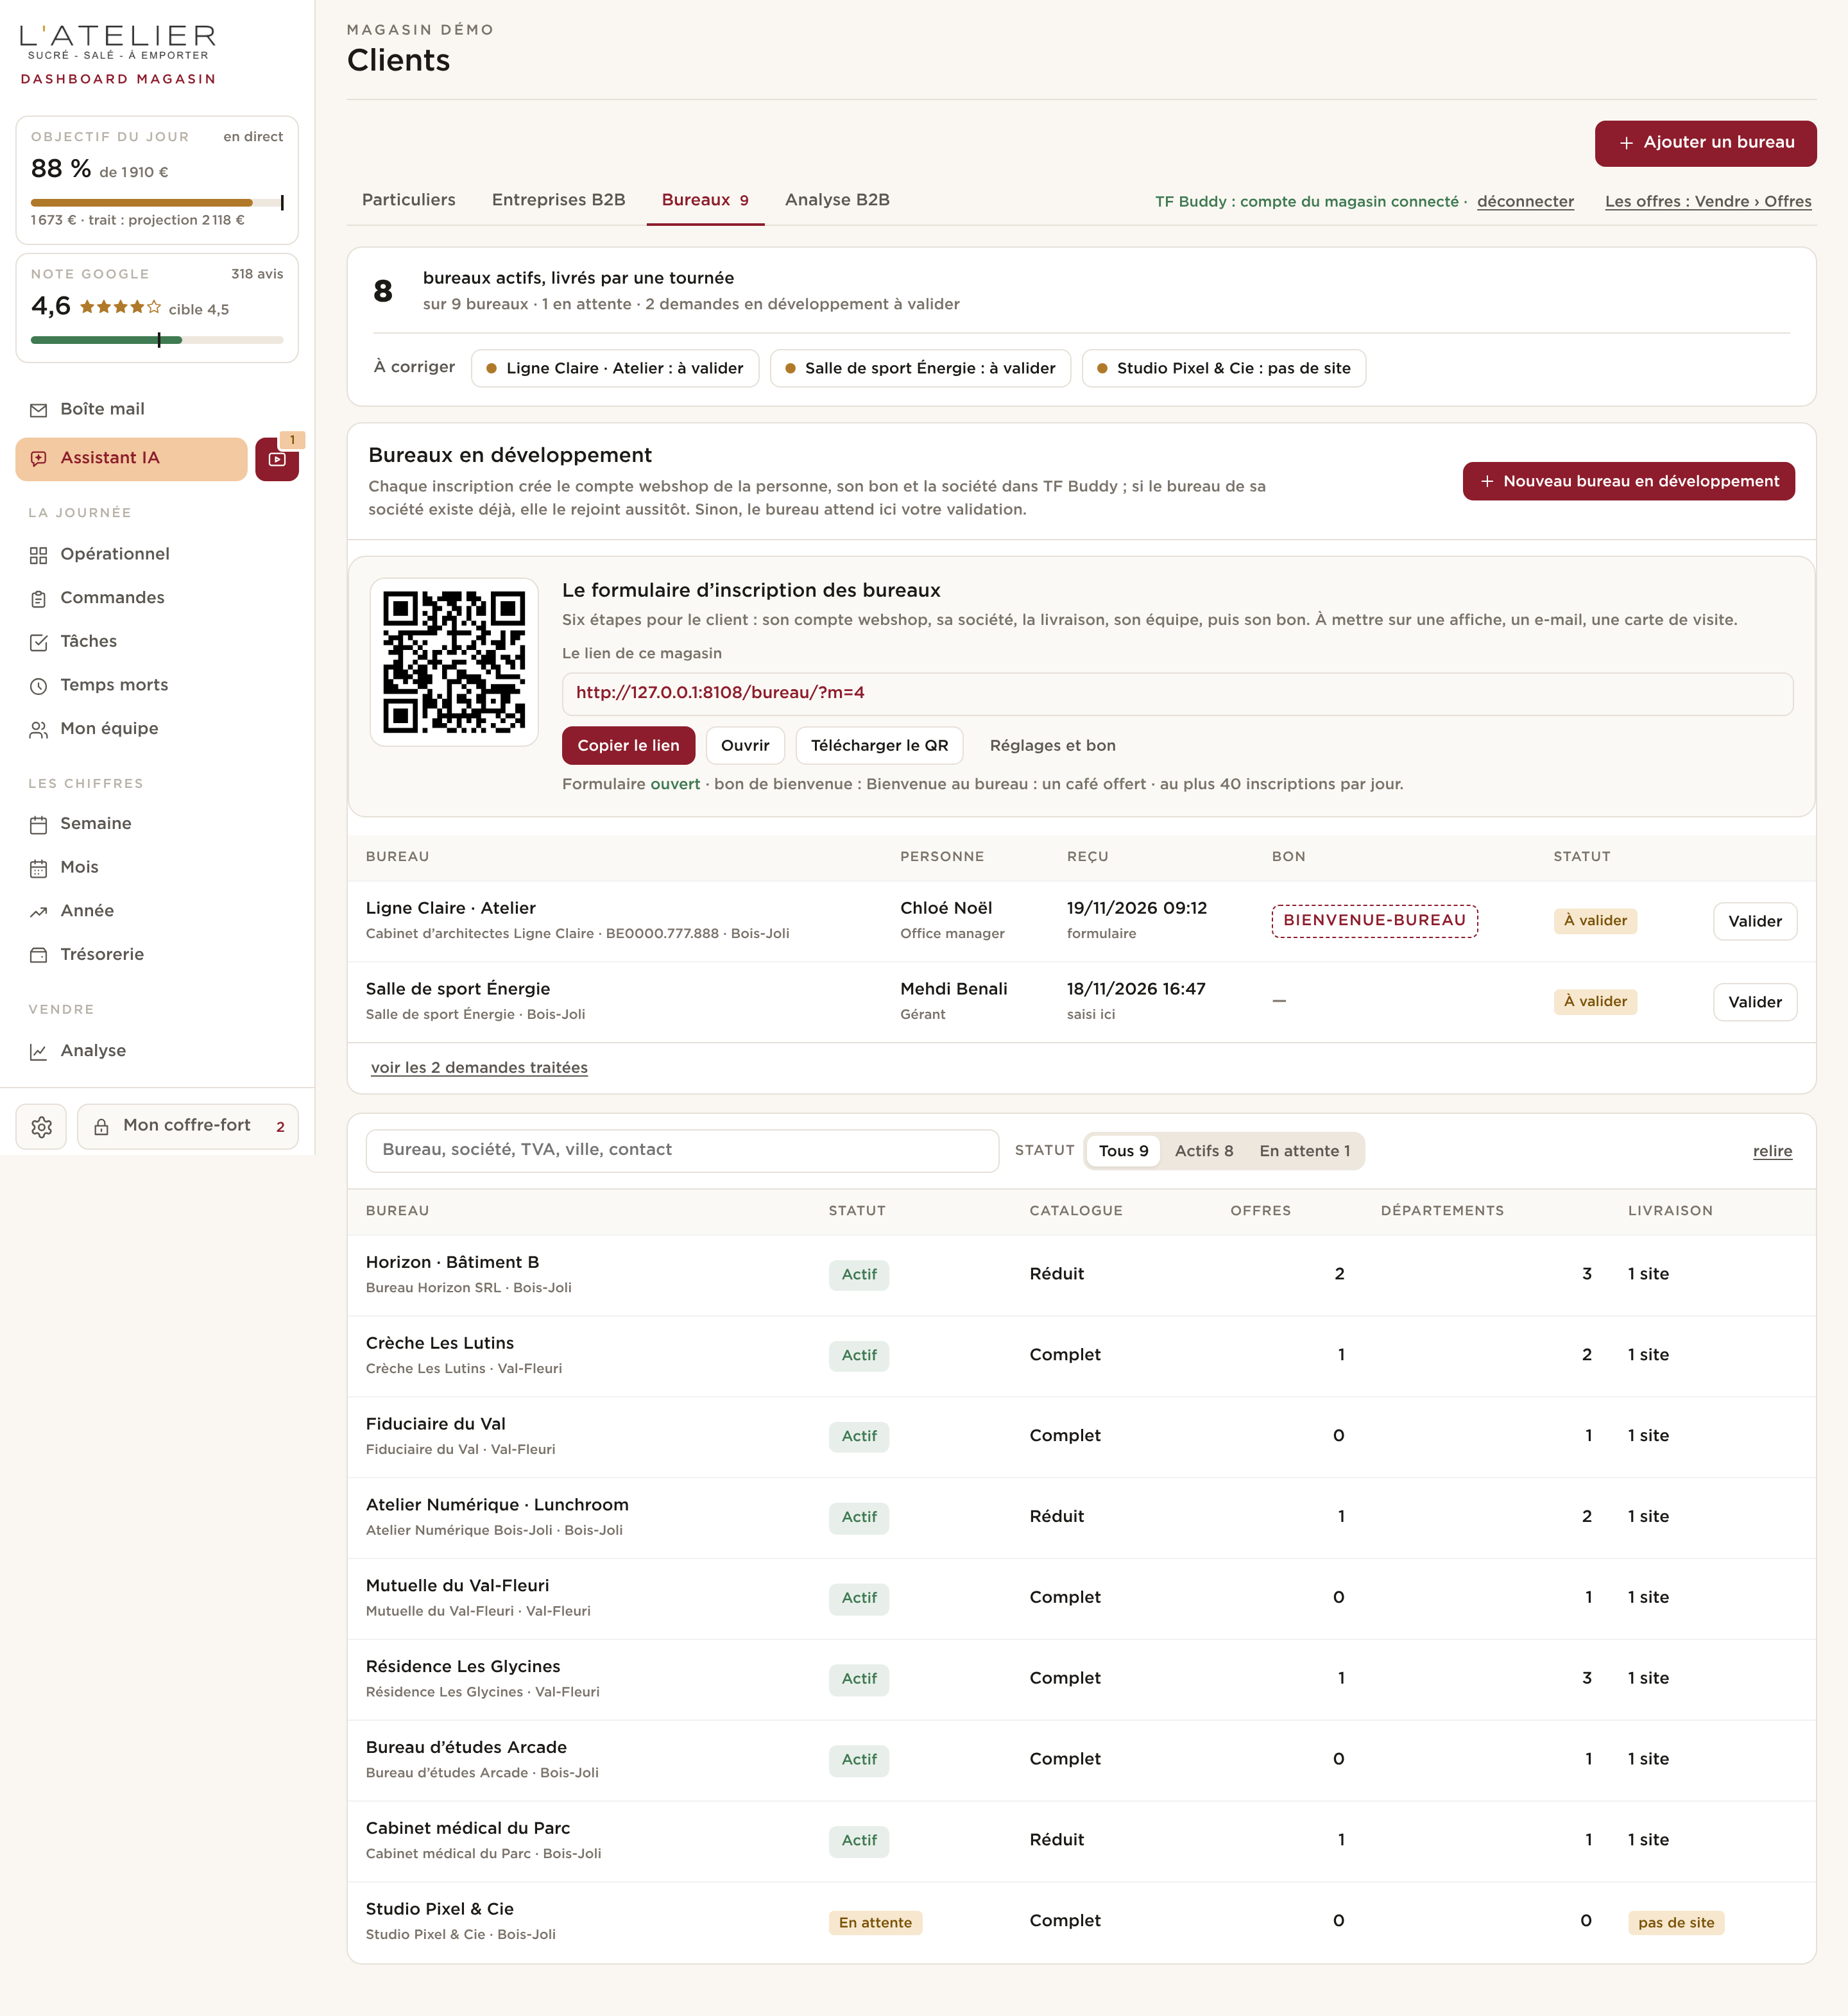 L'ATELIER
SUCRÉ - SALÉ - À EMPORTER
DASHBOARD MAGASIN
OBJECTIF DU JOUR en direct
88 % de 1 910 €
1 673 € · trait : projection 2 118 €
NOTE GOOGLE 318 avis
4,6 cible 4,5
Boîte mail
Assistant IA 1
LA JOURNÉE
Opérationnel
Commandes
Tâches
Temps morts
Mon équipe
LES CHIFFRES
Semaine
Mois
Année
Trésorerie
VENDRE
Analyse
Mon coffre-fort 2
MAGASIN DÉMO
Clients
+ Ajouter un bureau
Particuliers Entreprises B2B Bureaux 9 Analyse B2B TF Buddy : compte du magasin connecté · déconnecter Les offres : Vendre › Offres
8 bureaux actifs, livrés par une tournée
sur 9 bureaux · 1 en attente · 2 demandes en développement à valider
À corriger Ligne Claire · Atelier : à valider Salle de sport Énergie : à valider Studio Pixel & Cie : pas de site
Bureaux en développement
Chaque inscription crée le compte webshop de la personne, son bon et la société dans TF Buddy ; si le bureau de sa
société existe déjà, elle le rejoint aussitôt. Sinon, le bureau attend ici votre validation.
+ Nouveau bureau en développement
Le formulaire d’inscription des bureaux
Six étapes pour le client : son compte webshop, sa société, la livraison, son équipe, puis son bon. À mettre sur une affiche, un e-mail, une carte de visite.
Le lien de ce magasin
http://127.0.0.1:8108/bureau/?m=4
Copier le lien Ouvrir Télécharger le QR Réglages et bon
Formulaire ouvert · bon de bienvenue : Bienvenue au bureau : un café offert · au plus 40 inscriptions par jour.
BUREAU PERSONNE REÇU BON STATUT
Ligne Claire · Atelier Chloé Noël 19/11/2026 09:12 BIENVENUE-BUREAU À valider Valider
Cabinet d’architectes Ligne Claire · BE0000.777.888 · Bois-Joli Office manager formulaire
Salle de sport Énergie Mehdi Benali 18/11/2026 16:47 — À valider Valider
Salle de sport Énergie · Bois-Joli Gérant saisi ici
voir les 2 demandes traitées
Bureau, société, TVA, ville, contact STATUT Tous 9 Actifs 8 En attente 1 relire
BUREAU STATUT CATALOGUE OFFRES DÉPARTEMENTS LIVRAISON
Horizon · Bâtiment B Actif Réduit 2 3 1 site
Bureau Horizon SRL · Bois-Joli
Crèche Les Lutins Actif Complet 1 2 1 site
Crèche Les Lutins · Val-Fleuri
Fiduciaire du Val Actif Complet 0 1 1 site
Fiduciaire du Val · Val-Fleuri
Atelier Numérique · Lunchroom Actif Réduit 1 2 1 site
Atelier Numérique Bois-Joli · Bois-Joli
Mutuelle du Val-Fleuri Actif Complet 0 1 1 site
Mutuelle du Val-Fleuri · Val-Fleuri
Résidence Les Glycines Actif Complet 1 3 1 site
Résidence Les Glycines · Val-Fleuri
Bureau d’études Arcade Actif Complet 0 1 1 site
Bureau d’études Arcade · Bois-Joli
Cabinet médical du Parc Actif Réduit 1 1 1 site
Cabinet médical du Parc · Bois-Joli
Studio Pixel & Cie En attente Complet 0 0 pas de site
Studio Pixel & Cie · Bois-Joli